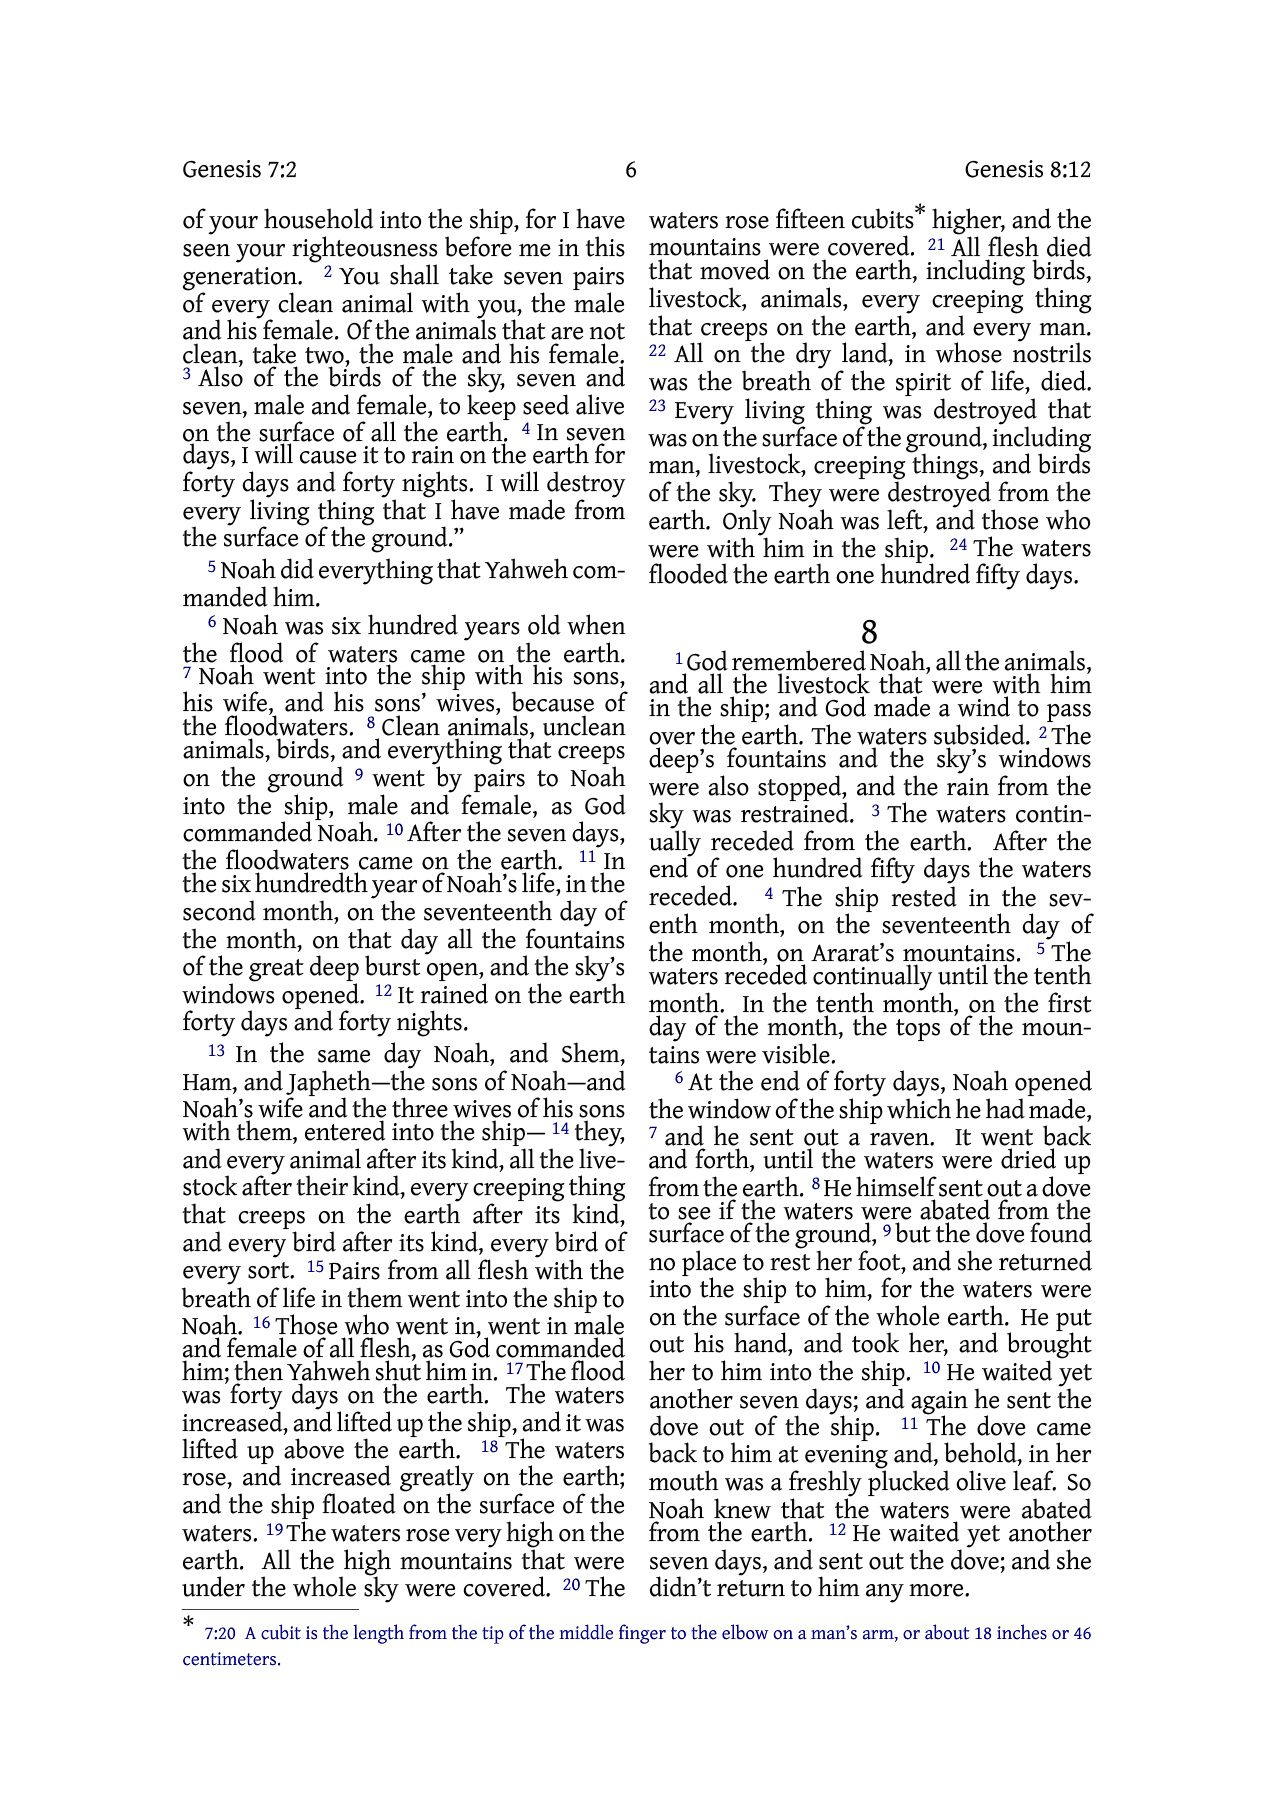 Genesis 7:2 6 Genesis 8:12
of your household into the ship, for I have
seen your righteousness before me in this
generation. 2 You shall take seven pairs
of every clean animal with you, the male
and his female. Of the animals that are not
clean, take two, the male and his female.
3 Also of the birds of the sky, seven and
seven, male and female, to keep seed alive
on the surface of all the earth. 4 In seven
days, I will cause it to rain on the earth for
forty days and forty nights. I will destroy
every living thing that I have made from
the surface of the ground.”
5 Noah did everything that Yahweh com-
manded him.
6 Noah was six hundred years old when
the flood of waters came on the earth.
7 Noah went into the ship with his sons,
his wife, and his sons’ wives, because of
the floodwaters. 8 Clean animals, unclean
animals, birds, and everything that creeps
on the ground 9 went by pairs to Noah
into the ship, male and female, as God
commanded Noah. 10 After the seven days,
the floodwaters came on the earth. 11 In
the six hundredth year of Noah’s life, in the
second month, on the seventeenth day of
the month, on that day all the fountains
of the great deep burst open, and the sky’s
windows opened. 12 It rained on the earth
forty days and forty nights.
13 In the same day Noah, and Shem,
Ham, and Japheth—the sons of Noah—and
Noah’s wife and the three wives of his sons
with them, entered into the ship— 14 they,
and every animal after its kind, all the live-
stock after their kind, every creeping thing
that creeps on the earth after its kind,
and every bird after its kind, every bird of
every sort. 15 Pairs from all flesh with the
breath of life in them went into the ship to
Noah. 16 Those who went in, went in male
and female of all flesh, as God commanded
him; then Yahweh shut him in. 17 The flood
was forty days on the earth. The waters
increased, and lifted up the ship, and it was
lifted up above the earth. 18 The waters
rose, and increased greatly on the earth;
and the ship floated on the surface of the
waters. 19 The waters rose very high on the
earth. All the high mountains that were
under the whole sky were covered. 20 The
waters rose fifteen cubits* higher, and the
mountains were covered. 21 All flesh died
that moved on the earth, including birds,
livestock, animals, every creeping thing
that creeps on the earth, and every man.
22 All on the dry land, in whose nostrils
was the breath of the spirit of life, died.
23 Every living thing was destroyed that
was on the surface of the ground, including
man, livestock, creeping things, and birds
of the sky. They were destroyed from the
earth. Only Noah was left, and those who
were with him in the ship. 24 The waters
flooded the earth one hundred fifty days.
8
1 God remembered Noah, all the animals,
and all the livestock that were with him
in the ship; and God made a wind to pass
over the earth. The waters subsided. 2 The
deep’s fountains and the sky’s windows
were also stopped, and the rain from the
sky was restrained. 3 The waters contin-
ually receded from the earth. After the
end of one hundred fifty days the waters
receded. 4 The ship rested in the sev-
enth month, on the seventeenth day of
the month, on Ararat’s mountains. 5 The
waters receded continually until the tenth
month. In the tenth month, on the first
day of the month, the tops of the moun-
tains were visible.
6 At the end of forty days, Noah opened
the window of the ship which he had made,
7 and he sent out a raven. It went back
and forth, until the waters were dried up
from the earth. 8 He himself sent out a dove
to see if the waters were abated from the
surface of the ground, 9 but the dove found
no place to rest her foot, and she returned
into the ship to him, for the waters were
on the surface of the whole earth. He put
out his hand, and took her, and brought
her to him into the ship. 10 He waited yet
another seven days; and again he sent the
dove out of the ship. 11 The dove came
back to him at evening and, behold, in her
mouth was a freshly plucked olive leaf. So
Noah knew that the waters were abated
from the earth. 12 He waited yet another
seven days, and sent out the dove; and she
didn’t return to him any more.
* 7:20 A cubit is the length from the tip of the middle finger to the elbow on a man’s arm, or about 18 inches or 46
centimeters.